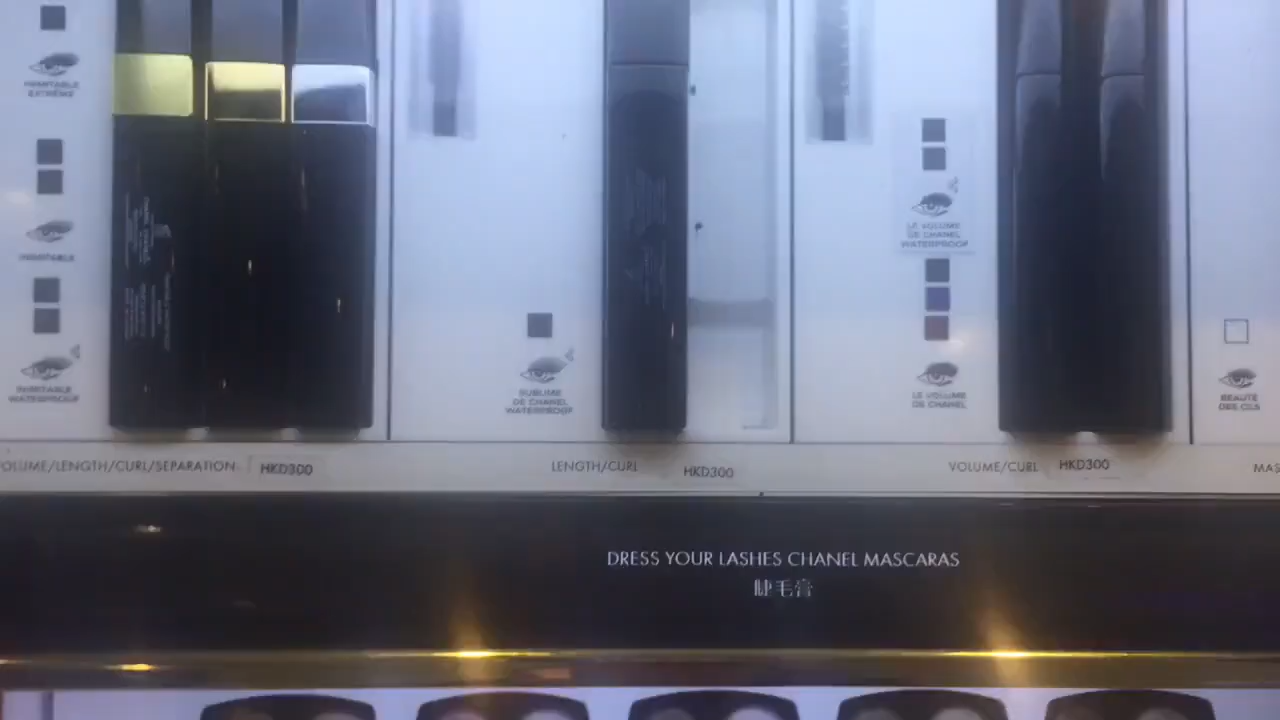 INIMITABLE
EXTRÊME
INIMITABLE
INIMITABLE
WATERPROOF
SUBLIME
DE CHANEL
WATERPROOF
LE VOLUME
DE CHANEL
WATERPROOF
LE VOLUME
DE CHANEL
BEAUTÉ
DES CILS
OLUME/LENGTH/CURL/SEPARATION HKD300
LENGTH/CURL HKD300
VOLUME/CURL HKD300
MAS
DRESS YOUR LASHES CHANEL MASCARAS
睫毛膏